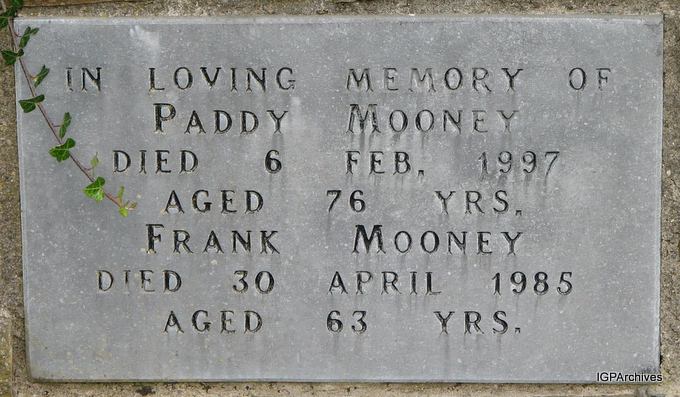 IN LOVING MEMORY OF
PADDY MOONEY
DIED 6 FEB, 1997
AGED 76 YRS,
FRANK MOONEY
DIED 30 APRIL 1985
AGED 63 YRS,
IGPArchives